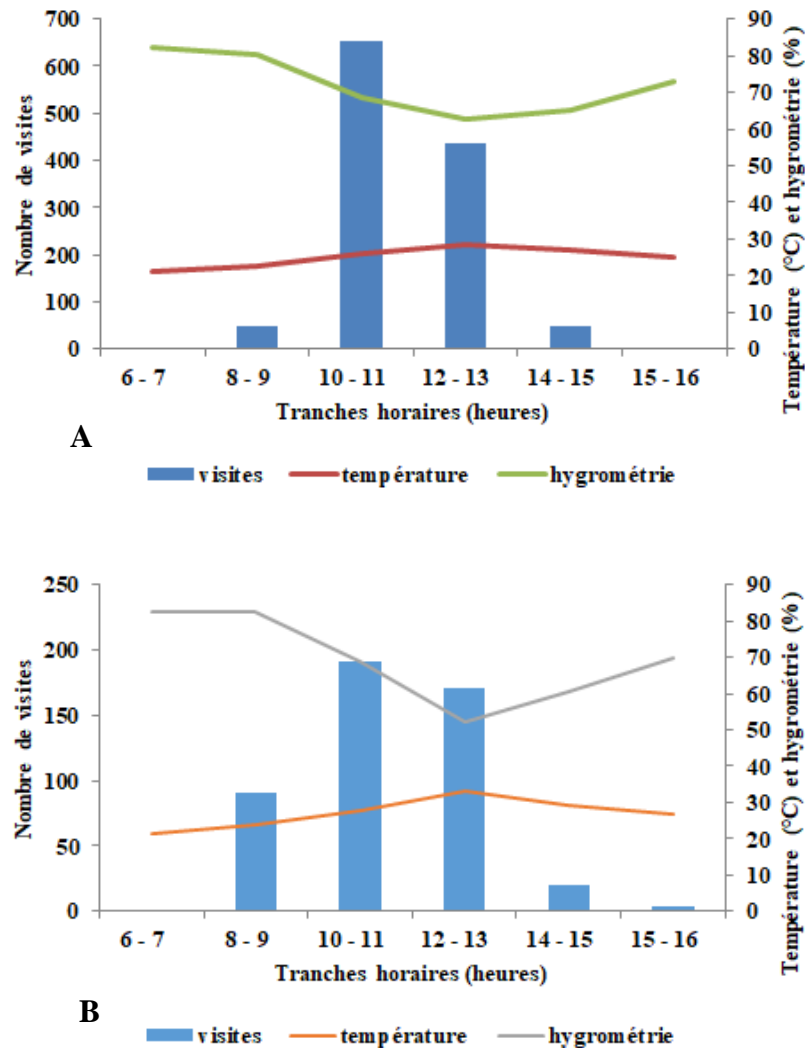 700
600
500
400
300
200
100
0
90
80
70
60
50
40
30
20
10
0
Nombre de visites
Température (°C) et hygrométrie (%)
6 - 7 8 - 9 10 - 11 12 - 13 14 - 15 15 - 16
Tranches horaires (heures)
A
visites température hygrométrie
250
200
150
100
50
0
90
80
70
60
50
40
30
20
10
0
Nombre de visites
Température (°C) et hygrométrie (%)
6 - 7 8 - 9 10 - 11 12 - 13 14 - 15 15 - 16
Tranches horaires (heures)
B
visites température hygrométrie